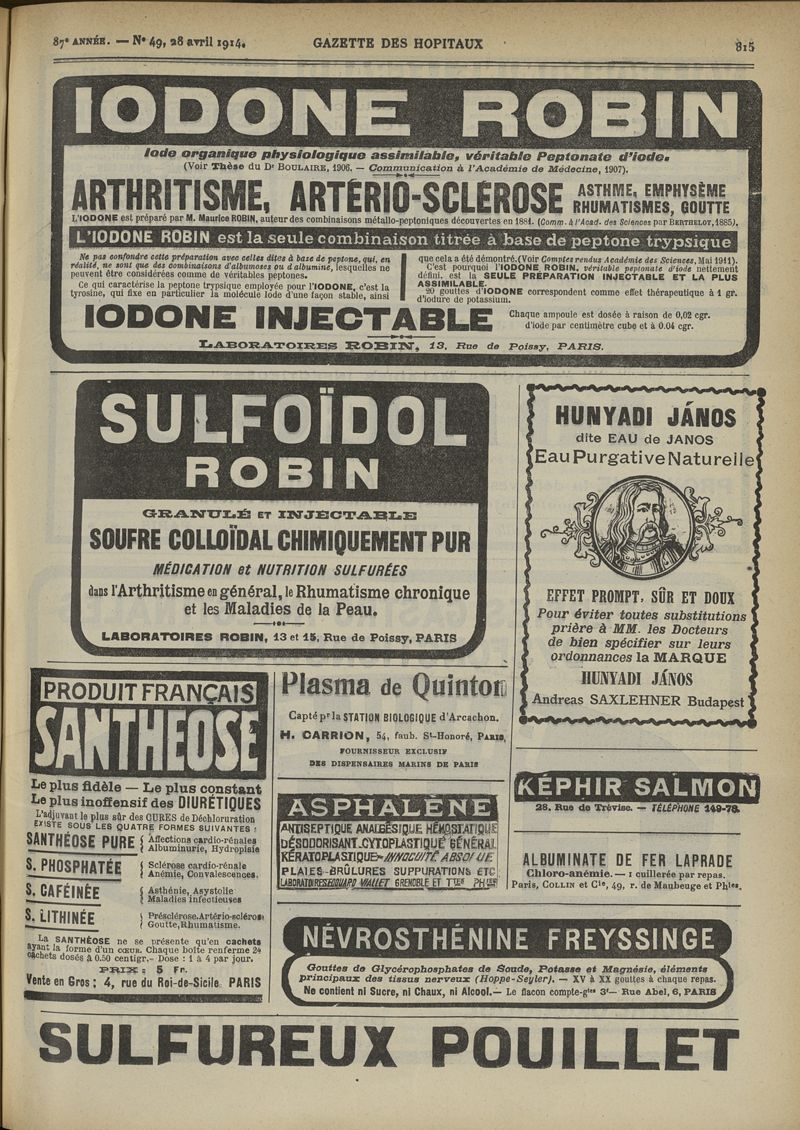 87e ANNÉE. — No 49, 28 avril 1914.
GAZETTE DES HOPITAUX
815
IODONE ROBIN
Iode organique physiologique assimilable, véritable Peptonate d'iode.
(Voir Thèse du Dr BOULAIRE, 1906. — Communication à l'Académie de Médecine, 1907).
ARTHRITISME, ARTÉRIO-SCLÉROSE
ASTHME, EMPHYSÈME
RHUMATISMES, GOUTTE
L'IODONE est préparé par M. Maurice ROBIN, auteur des combinaisons métallo-peptoniques découvertes en 1881. (Comm. à l'Acad. des Sciences par BERTHELOT, 1885).
L'IODONE ROBIN est la seule combinaison titrée à base de peptone trypsique
Ne pas confondre cette préparation avec celles dites à base de peptone, qui, en
réalité, ne sont que des combinaisons d'albumoses ou d'albumine, lesquelles ne
peuvent être considérées comme de véritables peptones.
Ce qui caractérise la peptone trypsique employée pour l'IODONE, c'est la
tyrosine, qui fixe en particulier la molécule Iode d'une façon stable, ainsi
que cela a été démontré. (Voir Comptes rendus Académie des Sciences, Mai 1911).
C'est pourquoi l'IODONE ROBIN, véritable peptonate d'iode nettement
défini, est la SEULE PRÉPARATION INJECTABLE ET LA PLUS
ASSIMILABLE.
20 gouttes d'IODONE correspondent comme effet thérapeutique à 1 gr.
d'iodure de potassium.
IODONE INJECTABLE
Chaque ampoule est dosée à raison de 0,02 cgr.
d'iode par centimètre cube et à 0.04 cgr.
LABORATOIRES ROBIN, 13, Rue de Poissy, PARIS.
SULFOÏDOL
ROBIN
GRANULÉ ET INJECTABLE
SOUFRE COLLOÏDAL CHIMIQUEMENT PUR
MÉDICATION et NUTRITION SULFURÉES
dans l'Arthritisme en général, le Rhumatisme chronique
et les Maladies de la Peau.
LABORATOIRES ROBIN, 13 et 15, Rue de Poissy, PARIS
HUNYADI JÁNOS
dite EAU de JANOS
Eau Purgative Naturelle
EFFET PROMPT, SÛR ET DOUX
Pour éviter toutes substitutions
prière à MM. les Docteurs
de bien spécifier sur leurs
ordonnances la MARQUE
HUNYADI JÁNOS
Andreas SAXLEHNER Budapest
PRODUIT FRANÇAIS
SANTHEOSE
Le plus fidèle — Le plus constant
Le plus inoffensif des DIURÉTIQUES
L'adjuvant le plus sûr des CURES de Déchloruration
EXISTE SOUS LES QUATRE FORMES SUIVANTES :
SANTHÉOSE PURE { Affections cardio-rénales
Albuminurie, Hydropisie
S. PHOSPHATÉE { Sclérose cardio-rénale
Anémie, Convalescences.
S. CAFÉINÉE { Asthénie, Asystolie
Maladies infectieuses
S. LITHINÉE { Présclérose, Artério-sclérose
Goutte, Rhumatisme.
La SANTHÉOSE ne se présente qu'en cachets
ayant la forme d'un cœur. Chaque boîte renferme 24
cachets dosés à 0.50 centigr. - Dose : 1 à 4 par jour.
PRIX : 5 Fr.
Vente en Gros : 4, rue du Roi-de-Sicile PARIS
Plasma de Quinton
Capté pr la STATION BIOLOGIQUE d'Arcachon.
H. CARRION, 54, faub. St-Honoré, PARIS,
FOURNISSEUR EXCLUSIF
DES DISPENSAIRES MARINS DE PARIS
ASPHALÈNE
ANTISEPTIQUE ANALGÉSIQUE HÉMOSTATIQUE
DÉSODORISANT. CYTOPLASTIQUE GÉNÉRAL
KÉRATOPLASTIQUE - INNOCUITÉ ABSOLUE
PLAIES - BRÛLURES SUPPURATIONS ETC
LABORATOIRES EDOUARD MALLET GRENOBLE ET Ttes PHies
KÉPHIR SALMON
28. Rue de Trévise. — TÉLÉPHONE 149-78.
ALBUMINATE DE FER LAPRADE
Chloro-anémie. — 1 cuillerée par repas.
Paris, COLLIN et Cie, 49, r. de Maubeuge et Phies.
NÉVROSTHÉNINE FREYSSINGE
Gouttes de Glycérophosphates de Soude, Potasse et Magnésie, éléments
principaux des tissus nerveux (Hoppe-Seyler). — XV à XX gouttes à chaque repas.
Ne contient ni Sucre, ni Chaux, ni Alcool. — Le flacon compte-gtes 3f — Rue Abel, 6, PARIS
SULFUREUX POUILLET